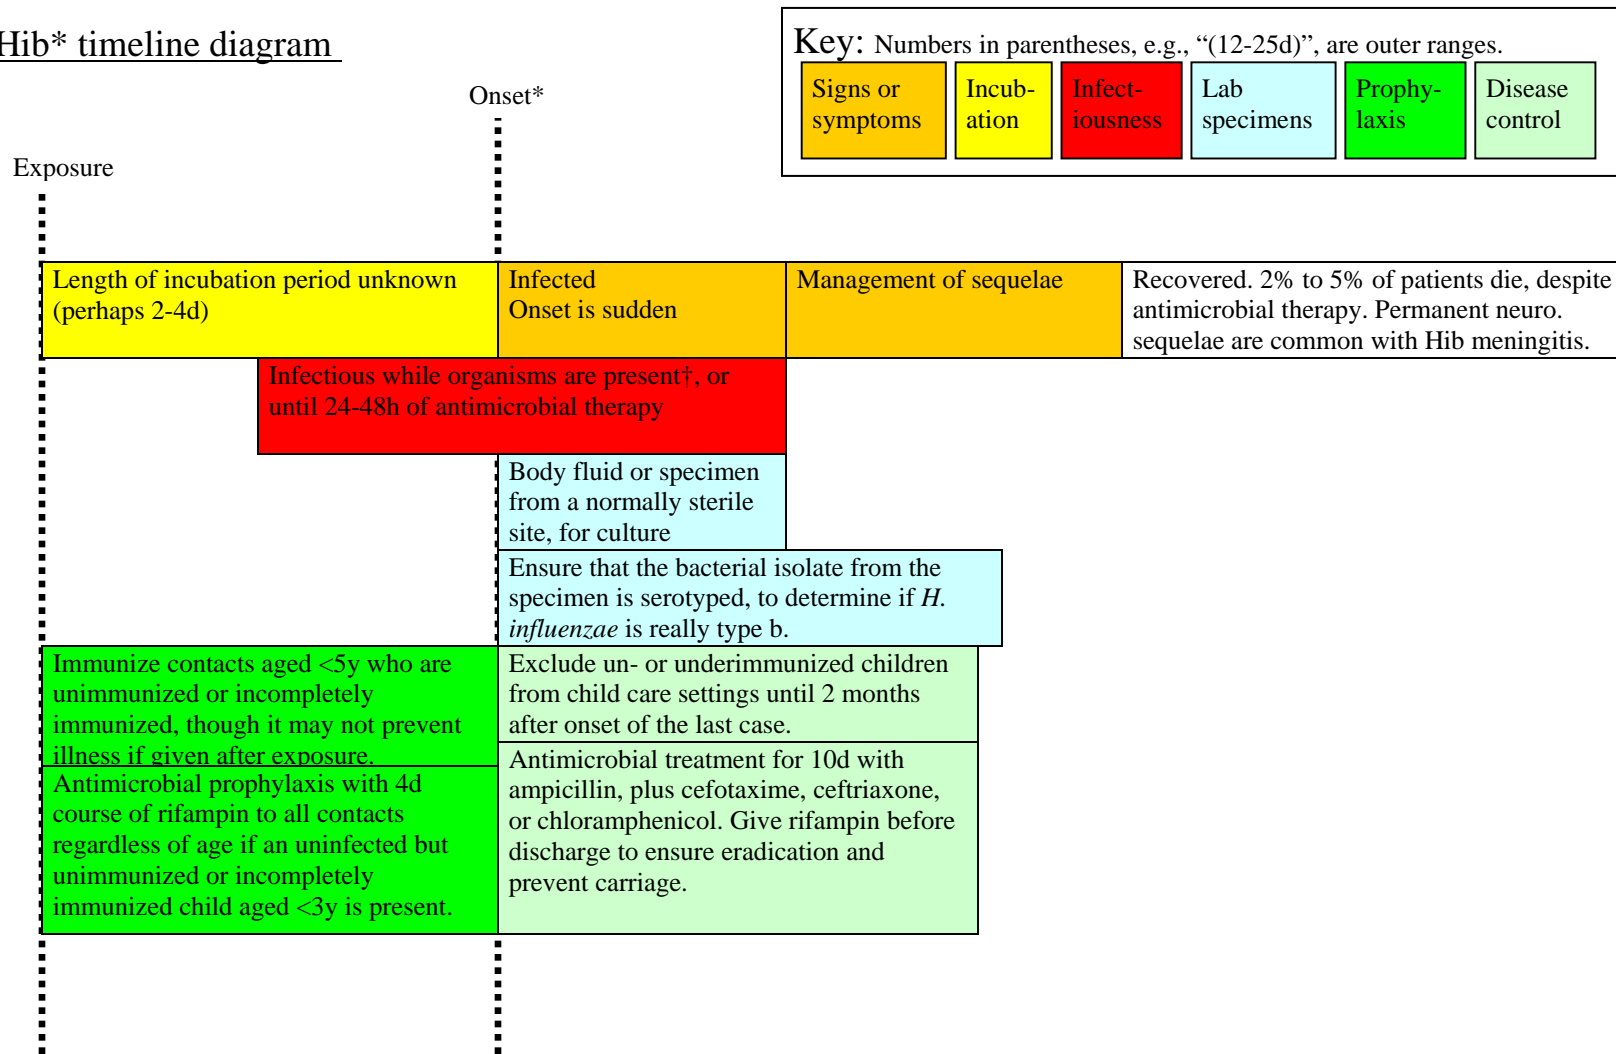 Hib* timeline diagram
Key: Numbers in parentheses, e.g., “(12-25d)”, are outer ranges.
Signs or
symptoms
Incub-
ation
Infect-
iousness
Lab
specimens
Prophy-
laxis
Disease
control
Onset*
Exposure
Length of incubation period unknown
(perhaps 2-4d)
Infected
Onset is sudden
Management of sequelae
Recovered. 2% to 5% of patients die, despite
antimicrobial therapy. Permanent neuro.
sequelae are common with Hib meningitis.
Infectious while organisms are present†, or
until 24-48h of antimicrobial therapy
Body fluid or specimen
from a normally sterile
site, for culture
Ensure that the bacterial isolate from the
specimen is serotyped, to determine if H.
influenzae is really type b.
Immunize contacts aged <5y who are
unimmunized or incompletely
immunized, though it may not prevent
illness if given after exposure.
Exclude un- or underimmunized children
from child care settings until 2 months
after onset of the last case.
Antimicrobial prophylaxis with 4d
course of rifampin to all contacts
regardless of age if an uninfected but
unimmunized or incompletely
immunized child aged <3y is present.
Antimicrobial treatment for 10d with
ampicillin, plus cefotaxime, ceftriaxone,
or chloramphenicol. Give rifampin before
discharge to ensure eradication and
prevent carriage.